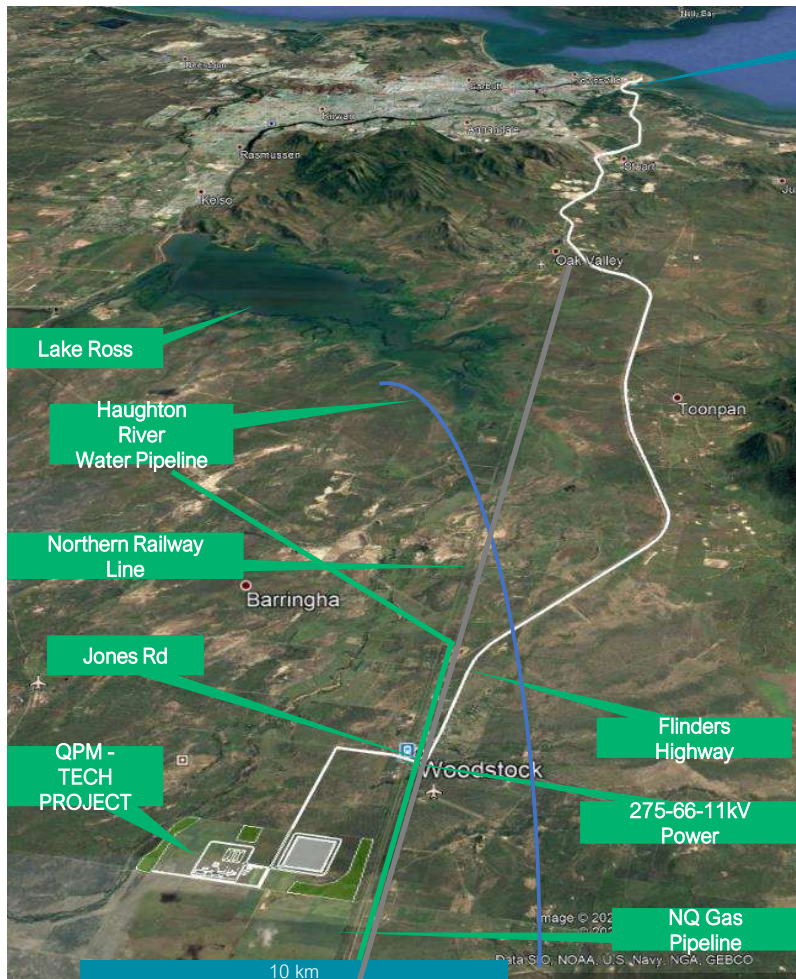 Rasmussen
Kelso
Stuart
Oak Valley
Lake Ross
Haughton
River
Water Pipeline
Toonpan
Northern Railway
Line
Barringha
Jones Rd
Flinders
Highway
QPM -
TECH
PROJECT
Woodstock
275-66-11kV
Power
NQ Gas
Pipeline
Data SIO, NOAA, U.S. Navy, NGA, GEBCO
10 km